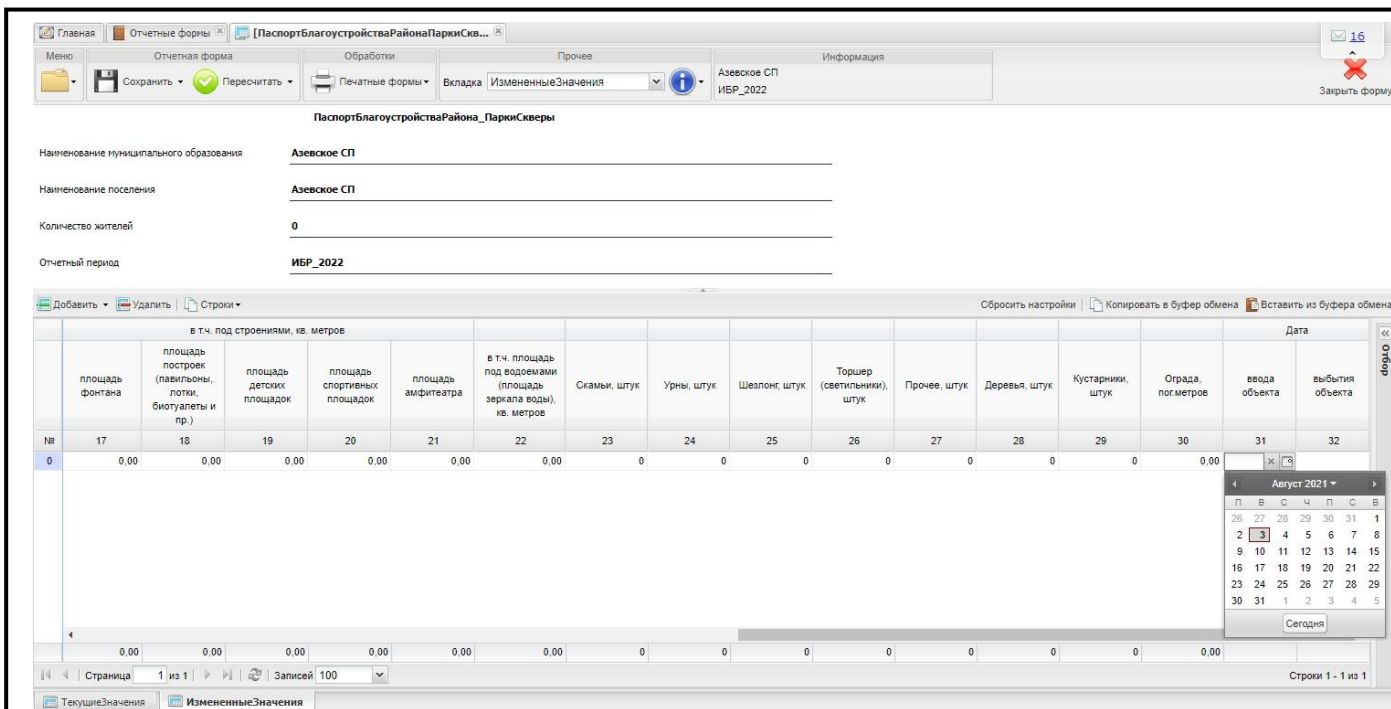 Главная Отчетные формы [ПаспортБлагоустройстваРайонаПаркиСкв...
16
Меню Отчетная форма Обработки Прочее Информация
Сохранить Пересчитать Печатные формы Вкладка ИзмененныеЗначения
Азевское СП
ИБР_2022
Закрыть форму
ПаспортБлагоустройстваРайона_ПаркиСкверы
Наименование муниципального образования Азевское СП
Наименование поселения Азевское СП
Количество жителей 0
Отчетный период ИБР_2022
Добавить Удалить Строки Сбросить настройки Копировать в буфер обмена Вставить из буфера обмена
в т.ч. под строениями, кв. метров Дата
площадь фонтана
площадь построек (павильоны, лотки, биотуалеты и пр.)
площадь детских площадок
площадь спортивных площадок
площадь амфитеатра
в т.ч. площадь под водоемами (площадь зеркала воды), кв. метров
Скамьи, штук
Урны, штук
Шезлонг, штук
Торшер (светильники), штук
Прочее, штук
Деревья, штук
Кустарники, штук
Ограда, пог.метров
ввода объекта
выбытия объекта
Отбор
№ 17 18 19 20 21 22 23 24 25 26 27 28 29 30 31 32
0 0,00 0,00 0,00 0,00 0,00 0,00 0 0 0 0 0 0 0 0,00
Август 2021
П В С Ч П С В
26 27 28 29 30 31 1
2 3 4 5 6 7 8
9 10 11 12 13 14 15
16 17 18 19 20 21 22
23 24 25 26 27 28 29
30 31 1 2 3 4 5
Сегодня
0,00 0,00 0,00 0,00 0,00 0,00 0 0 0 0 0 0 0 0,00
Страница 1 из 1 Записей 100 Строки 1 - 1 из 1
ТекущиеЗначения ИзмененныеЗначения